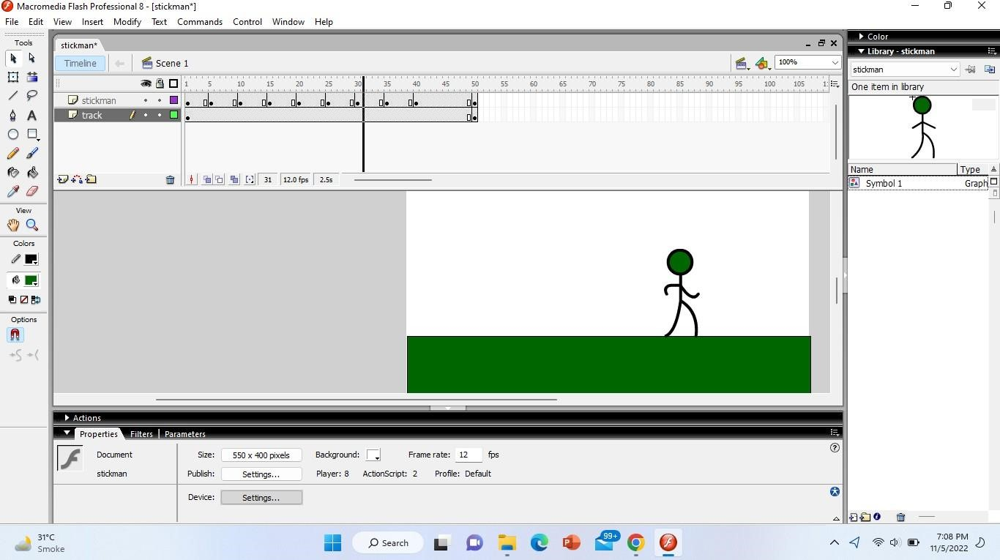 Macromedia Flash Professional 8 - [stickman*]
File Edit View Insert Modify Text Commands Control Window Help
Tools
View
Colors
Options
stickman*
Timeline
Scene 1
100%
1 5 10 15 20 25 30 35 40 45 50 55 60 65 70 75 80 85 90 95 100 105 11
stickman
track
31 12.0 fps 2.5s
Actions
Properties Filters Parameters
Document
stickman
Size: 550 x 400 pixels Background: Frame rate: 12 fps
Publish: Settings... Player: 8 ActionScript: 2 Profile: Default
Device: Settings...
Color
Library - stickman
stickman
One item in library
Name Type
Symbol 1 Graph
31°C
Smoke
Search
99+
7:08 PM
11/5/2022